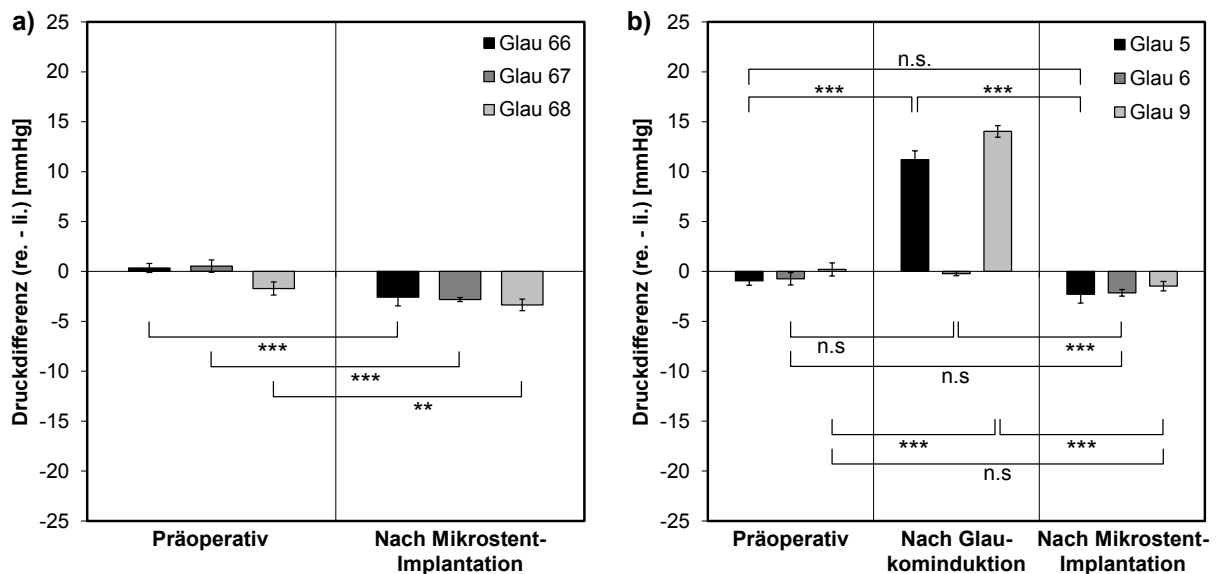 a)
Druckdifferenz (re. - li.) [mmHg]
25
20
15
10
5
0
-5
-10
-15
-20
-25
Glau 66
Glau 67
Glau 68
***
***
**
Präoperativ
Nach Mikrostent-
Implantation
b)
Druckdifferenz (re. - li.) [mmHg]
25
20
15
10
5
0
-5
-10
-15
-20
-25
Glau 5
Glau 6
Glau 9
n.s.
***
***
n.s
***
n.s
***
***
n.s
Präoperativ
Nach Glau-
kominduktion
Nach Mikrostent-
Implantation